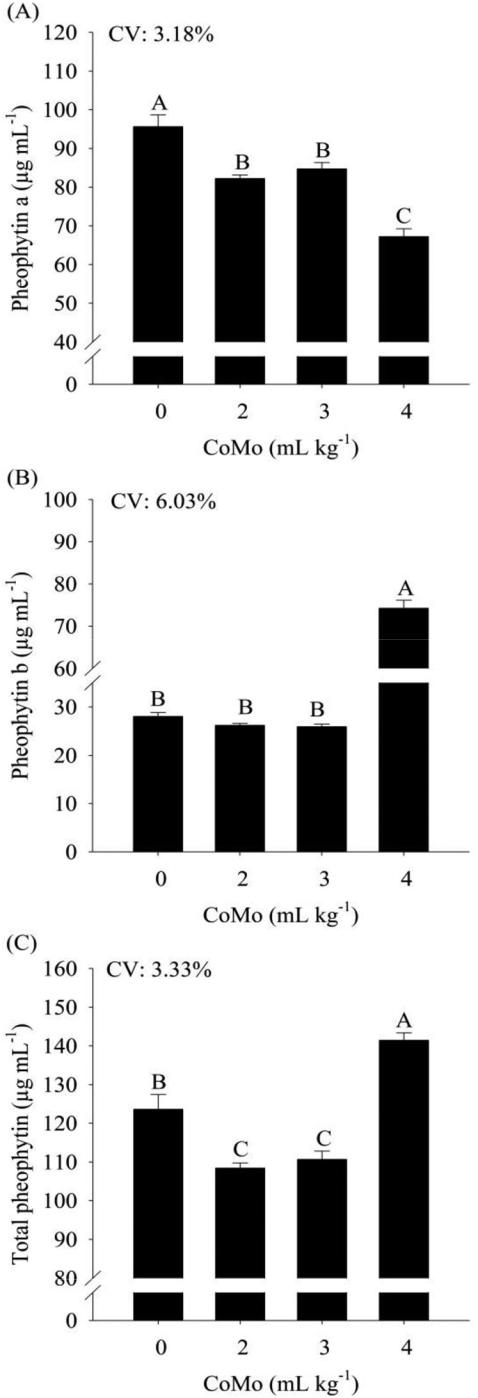 (A)
CV: 3.18%
Pheophytin a (µg mL⁻¹)
120
110
100
90
80
70
60
50
40
0
A
B
B
C
0 2 3 4
CoMo (mL kg⁻¹)
(B)
CV: 6.03%
Pheophytin b (µg mL⁻¹)
100
90
80
70
60
30
20
10
0
B
B
B
A
0 2 3 4
CoMo (mL kg⁻¹)
(C)
CV: 3.33%
Total pheophytin (µg mL⁻¹)
160
150
140
130
120
110
100
90
80
0
B
C
C
A
0 2 3 4
CoMo (mL kg⁻¹)